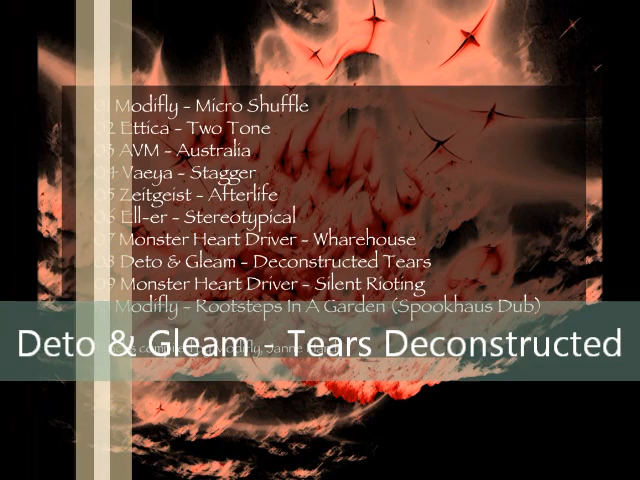 01 Modifly - Micro Shuffle
02 Ettica - Two Tone
03 AVM - Australia
04 Vaeya - Stagger
05 Zeitgeist - Afterlife
06 Ell-er - Stereotypical
07 Monster Heart Driver - Wharehouse
08 Deto & Gleam - Deconstructed Tears
09 Monster Heart Driver - Silent Rioting
Modifly - Rootsteps In A Garden (Spookhaus Dub)
Deto & Gleam - Tears Deconstructed
Modifly, Janne